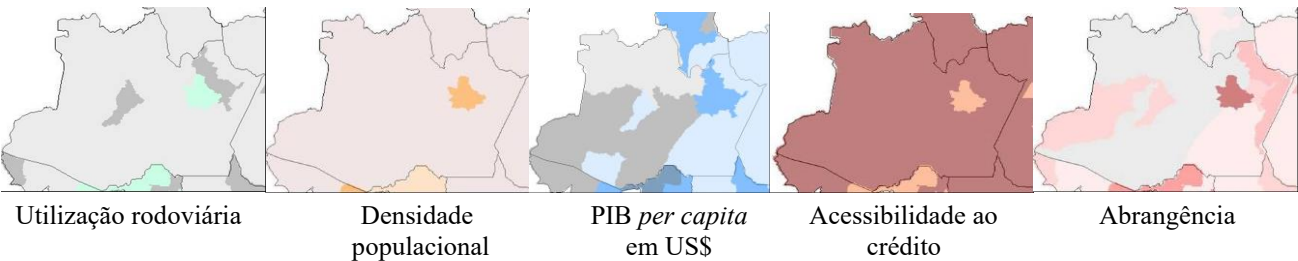 Utilização rodoviária
Densidade
populacional
PIB per capita
em US$
Acessibilidade ao
crédito
Abrangência